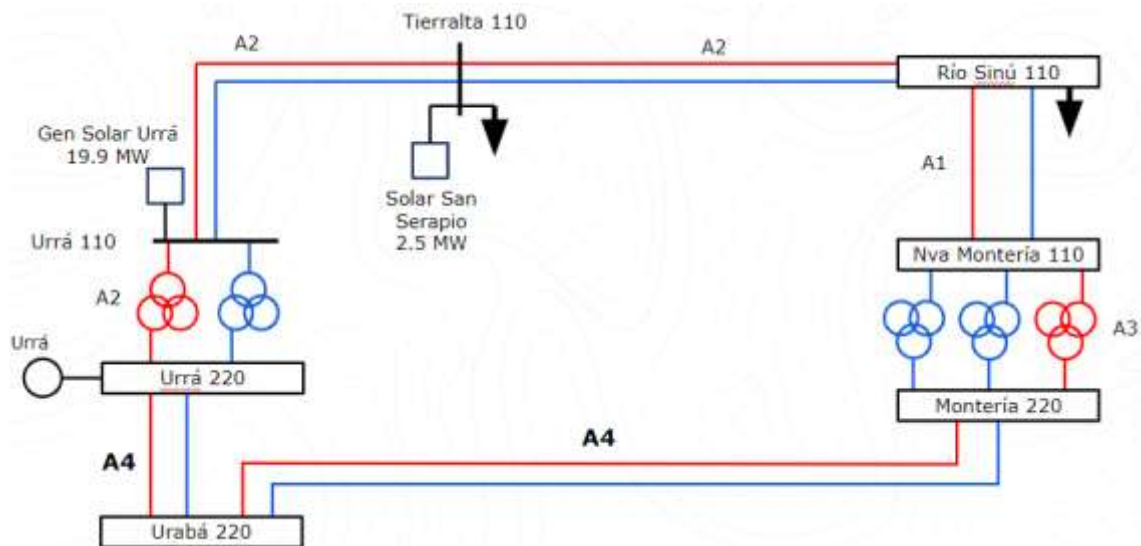 Tierralta 110
A2
A2
Río Sinú 110
Gen Solar Urrá
19.9 MW
A1
Solar San
Serapio
2.5 MW
Urrá 110
Nva Montería 110
A2
A3
Urrá
Urrá 220
Montería 220
A4
A4
Urabá 220